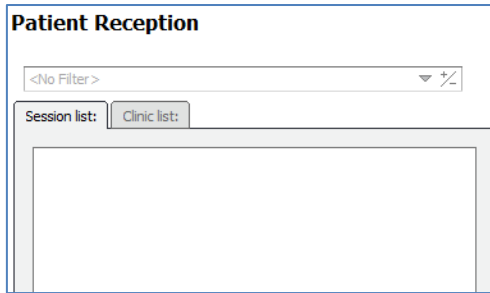 Patient Reception
<No Filter>
Session list: Clinic list: